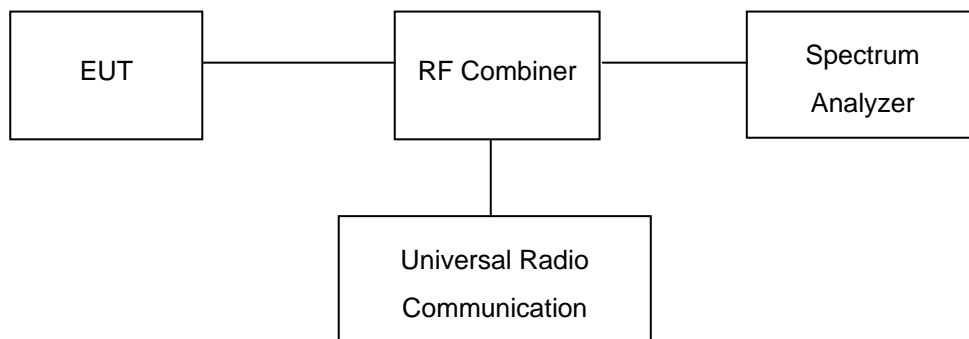 EUT
RF Combiner
Spectrum
Analyzer
Universal Radio
Communication